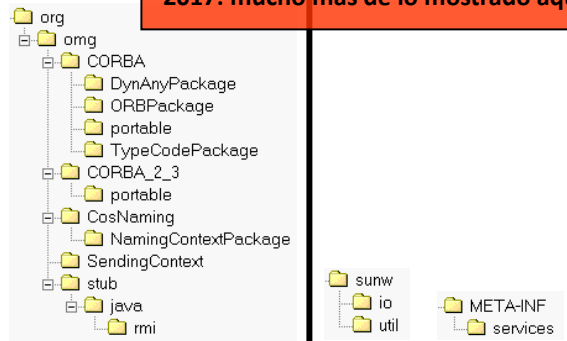 2017: mucho más de lo mostrado aqu
org
omg
CORBA
DynAnyPackage
ORBPackage
portable
TypeCodePackage
CORBA_2_3
portable
CosNaming
NamingContextPackage
SendingContext
stub
java
rmi
sunw
io
util
META-INF
services